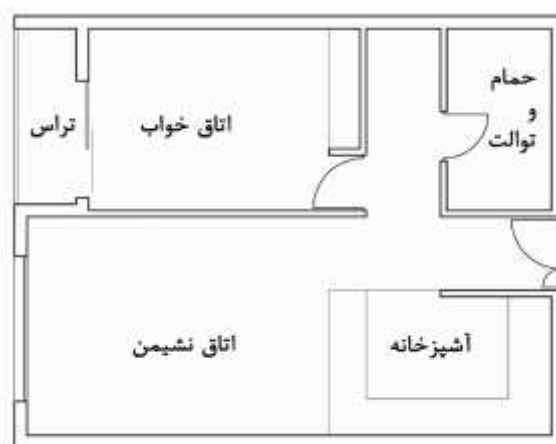 حمام
و
توالت
اتاق خواب
تراس
آشپزخانه
اتاق نشیمن